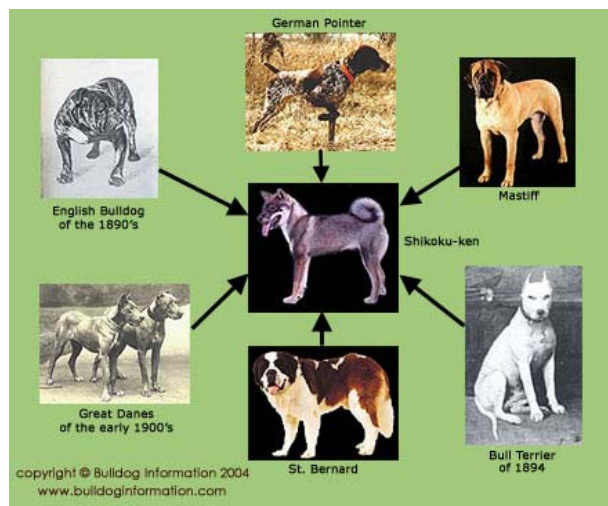 German Pointer
English Bulldog
of the 1890's
Mastiff
Shikoku-ken
Great Danes
of the early 1900's
St. Bernard
Bull Terrier
of 1894
copyright © Bulldog Information 2004
www.bulldoginformation.com